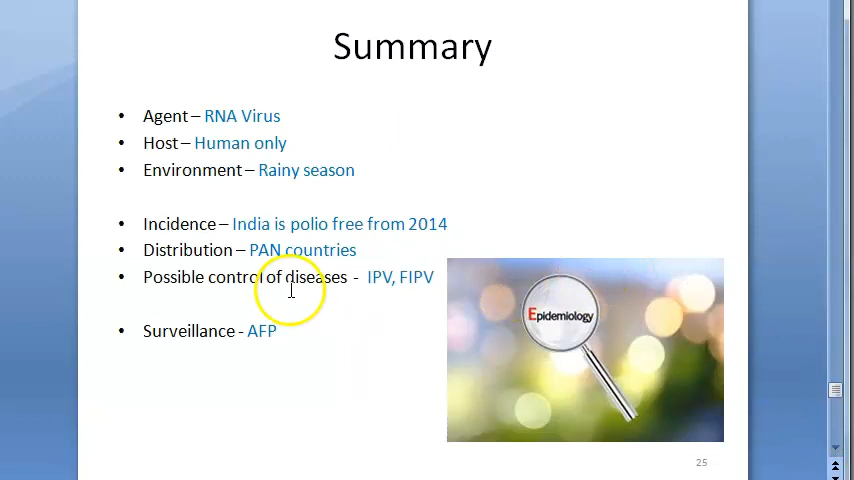 Summary
• Agent – RNA Virus
• Host – Human only
• Environment – Rainy season
• Incidence – India is polio free from 2014
• Distribution – PAN countries
• Possible control of diseases - IPV, FIPV
Epidemiology
• Surveillance - AFP
25